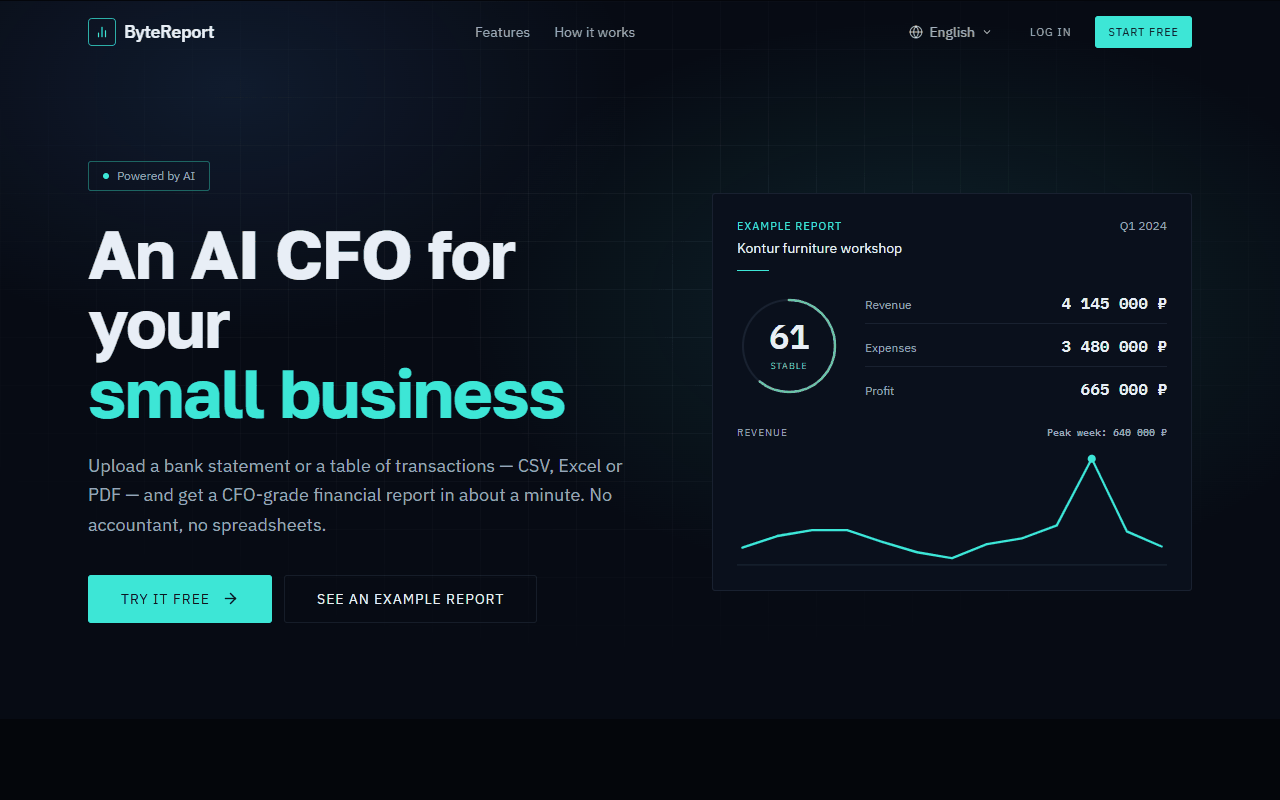 ByteReport
Features
How it works
English
LOG IN
START FREE
Powered by AI
An AI CFO for
your
small business
Upload a bank statement or a table of transactions — CSV, Excel or
PDF — and get a CFO-grade financial report in about a minute. No
accountant, no spreadsheets.
TRY IT FREE
SEE AN EXAMPLE REPORT
EXAMPLE REPORT
Q1 2024
Kontur furniture workshop
61
STABLE
Revenue 4 145 000 ₽
Expenses 3 480 000 ₽
Profit 665 000 ₽
REVENUE
Peak week: 640 000 ₽